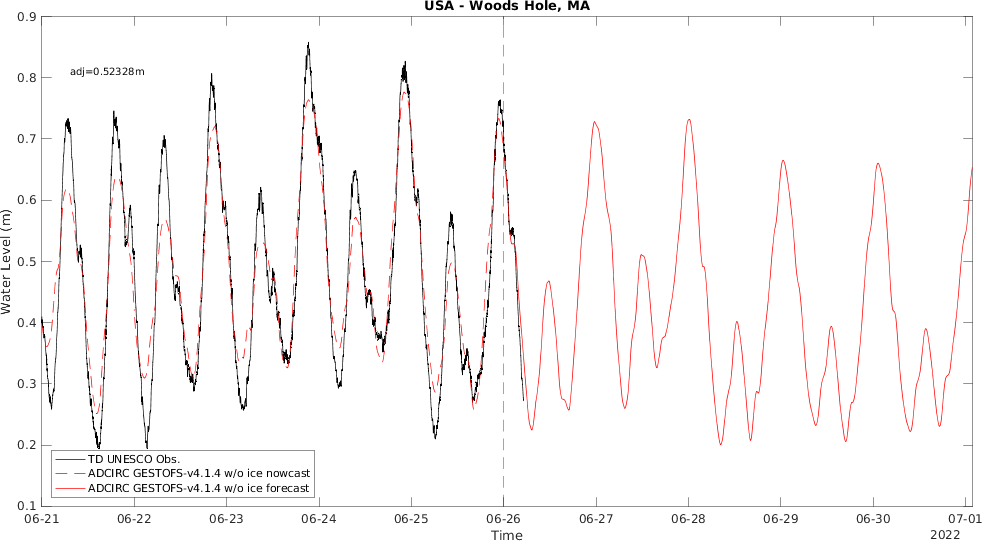 USA - Woods Hole, MA
adj=0.52328m
Water Level (m)
0.9
0.8
0.7
0.6
0.5
0.4
0.3
0.2
0.1
TD UNESCO Obs.
ADCIRC GESTOFS-v4.1.4 w/o ice nowcast
ADCIRC GESTOFS-v4.1.4 w/o ice forecast
06-21 06-22 06-23 06-24 06-25 06-26 06-27 06-28 06-29 06-30 07-01
Time
2022